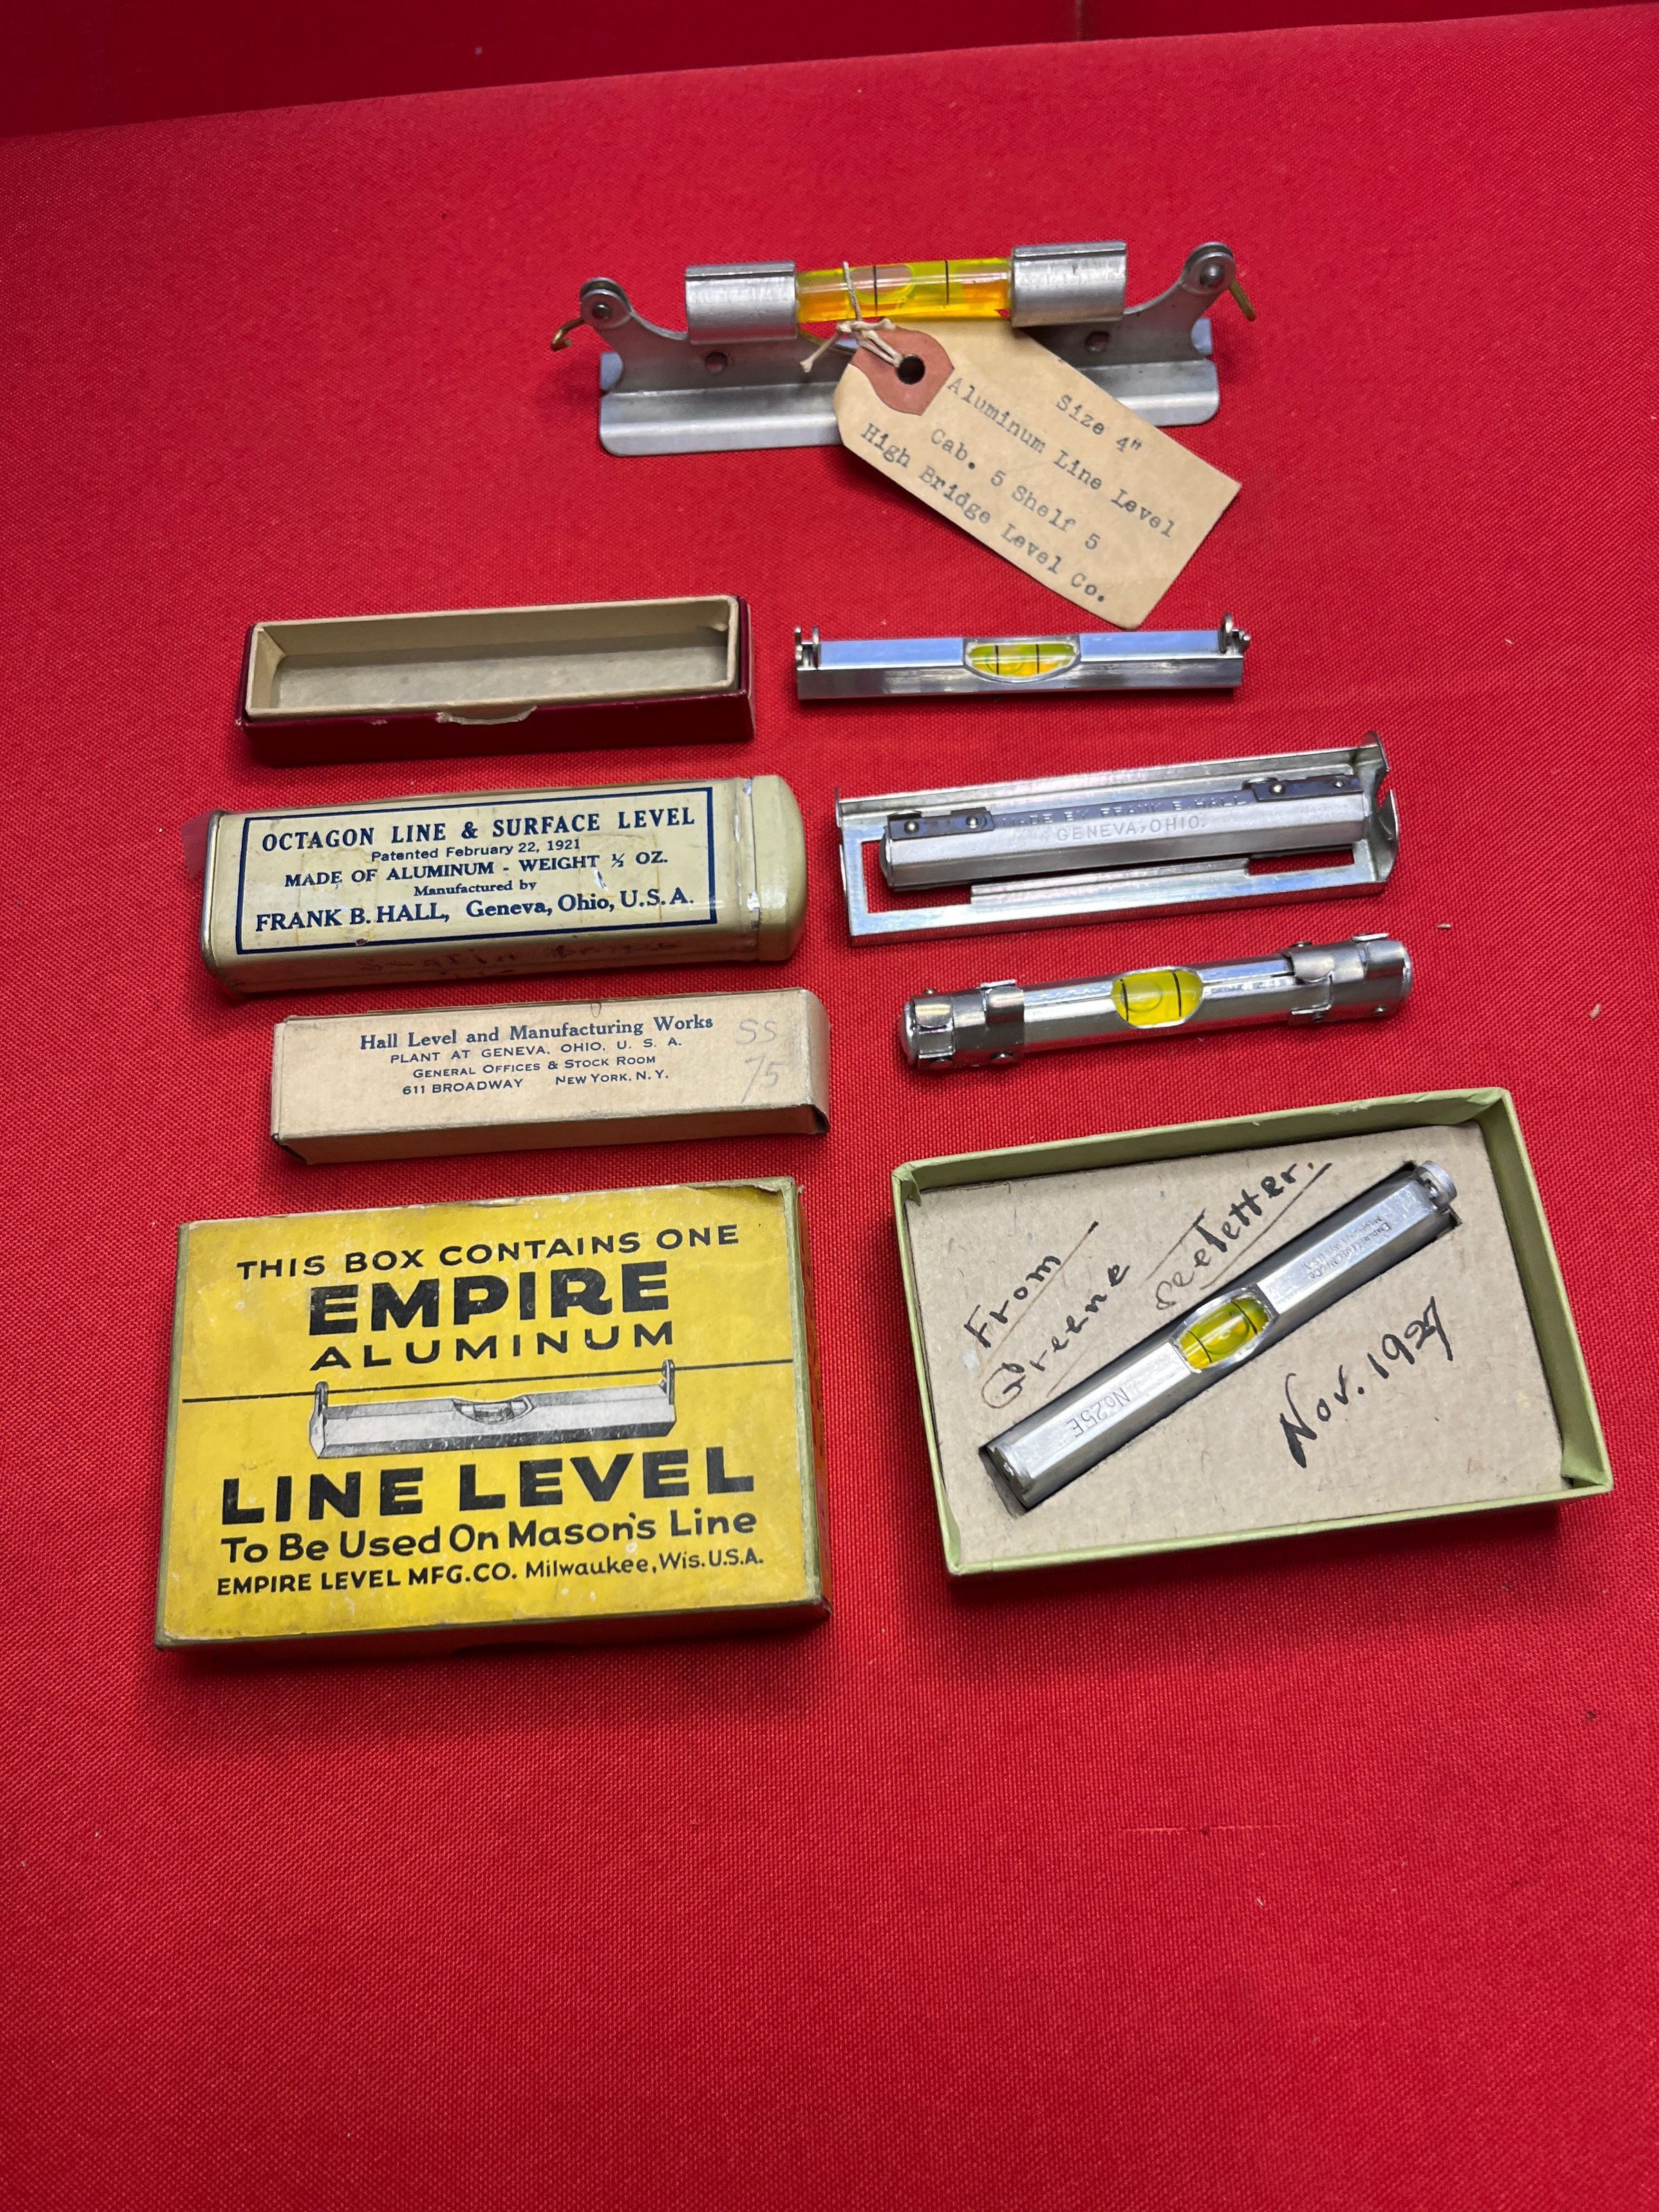 Size 4"
Aluminum Line Level
Cab. 5 Shelf 5
High Bridge Level Co.
OCTAGON LINE & SURFACE LEVEL
Patented February 22, 1921
MADE OF ALUMINUM - WEIGHT ½ OZ.
Manufactured by
FRANK B. HALL, Geneva, Ohio, U.S.A.
MADE BY FRANK B HALL
GENEVA, OHIO.
Hall Level and Manufacturing Works
PLANT AT GENEVA, OHIO, U. S. A.
GENERAL OFFICES & STOCK ROOM
611 BROADWAY NEW YORK, N. Y.
SS
75
THIS BOX CONTAINS ONE
EMPIRE
ALUMINUM
LINE LEVEL
To Be Used On Mason's Line
EMPIRE LEVEL MFG.CO. Milwaukee, Wis. U.S.A.
From
Greene
see letter.
No25E
Nov. 1927